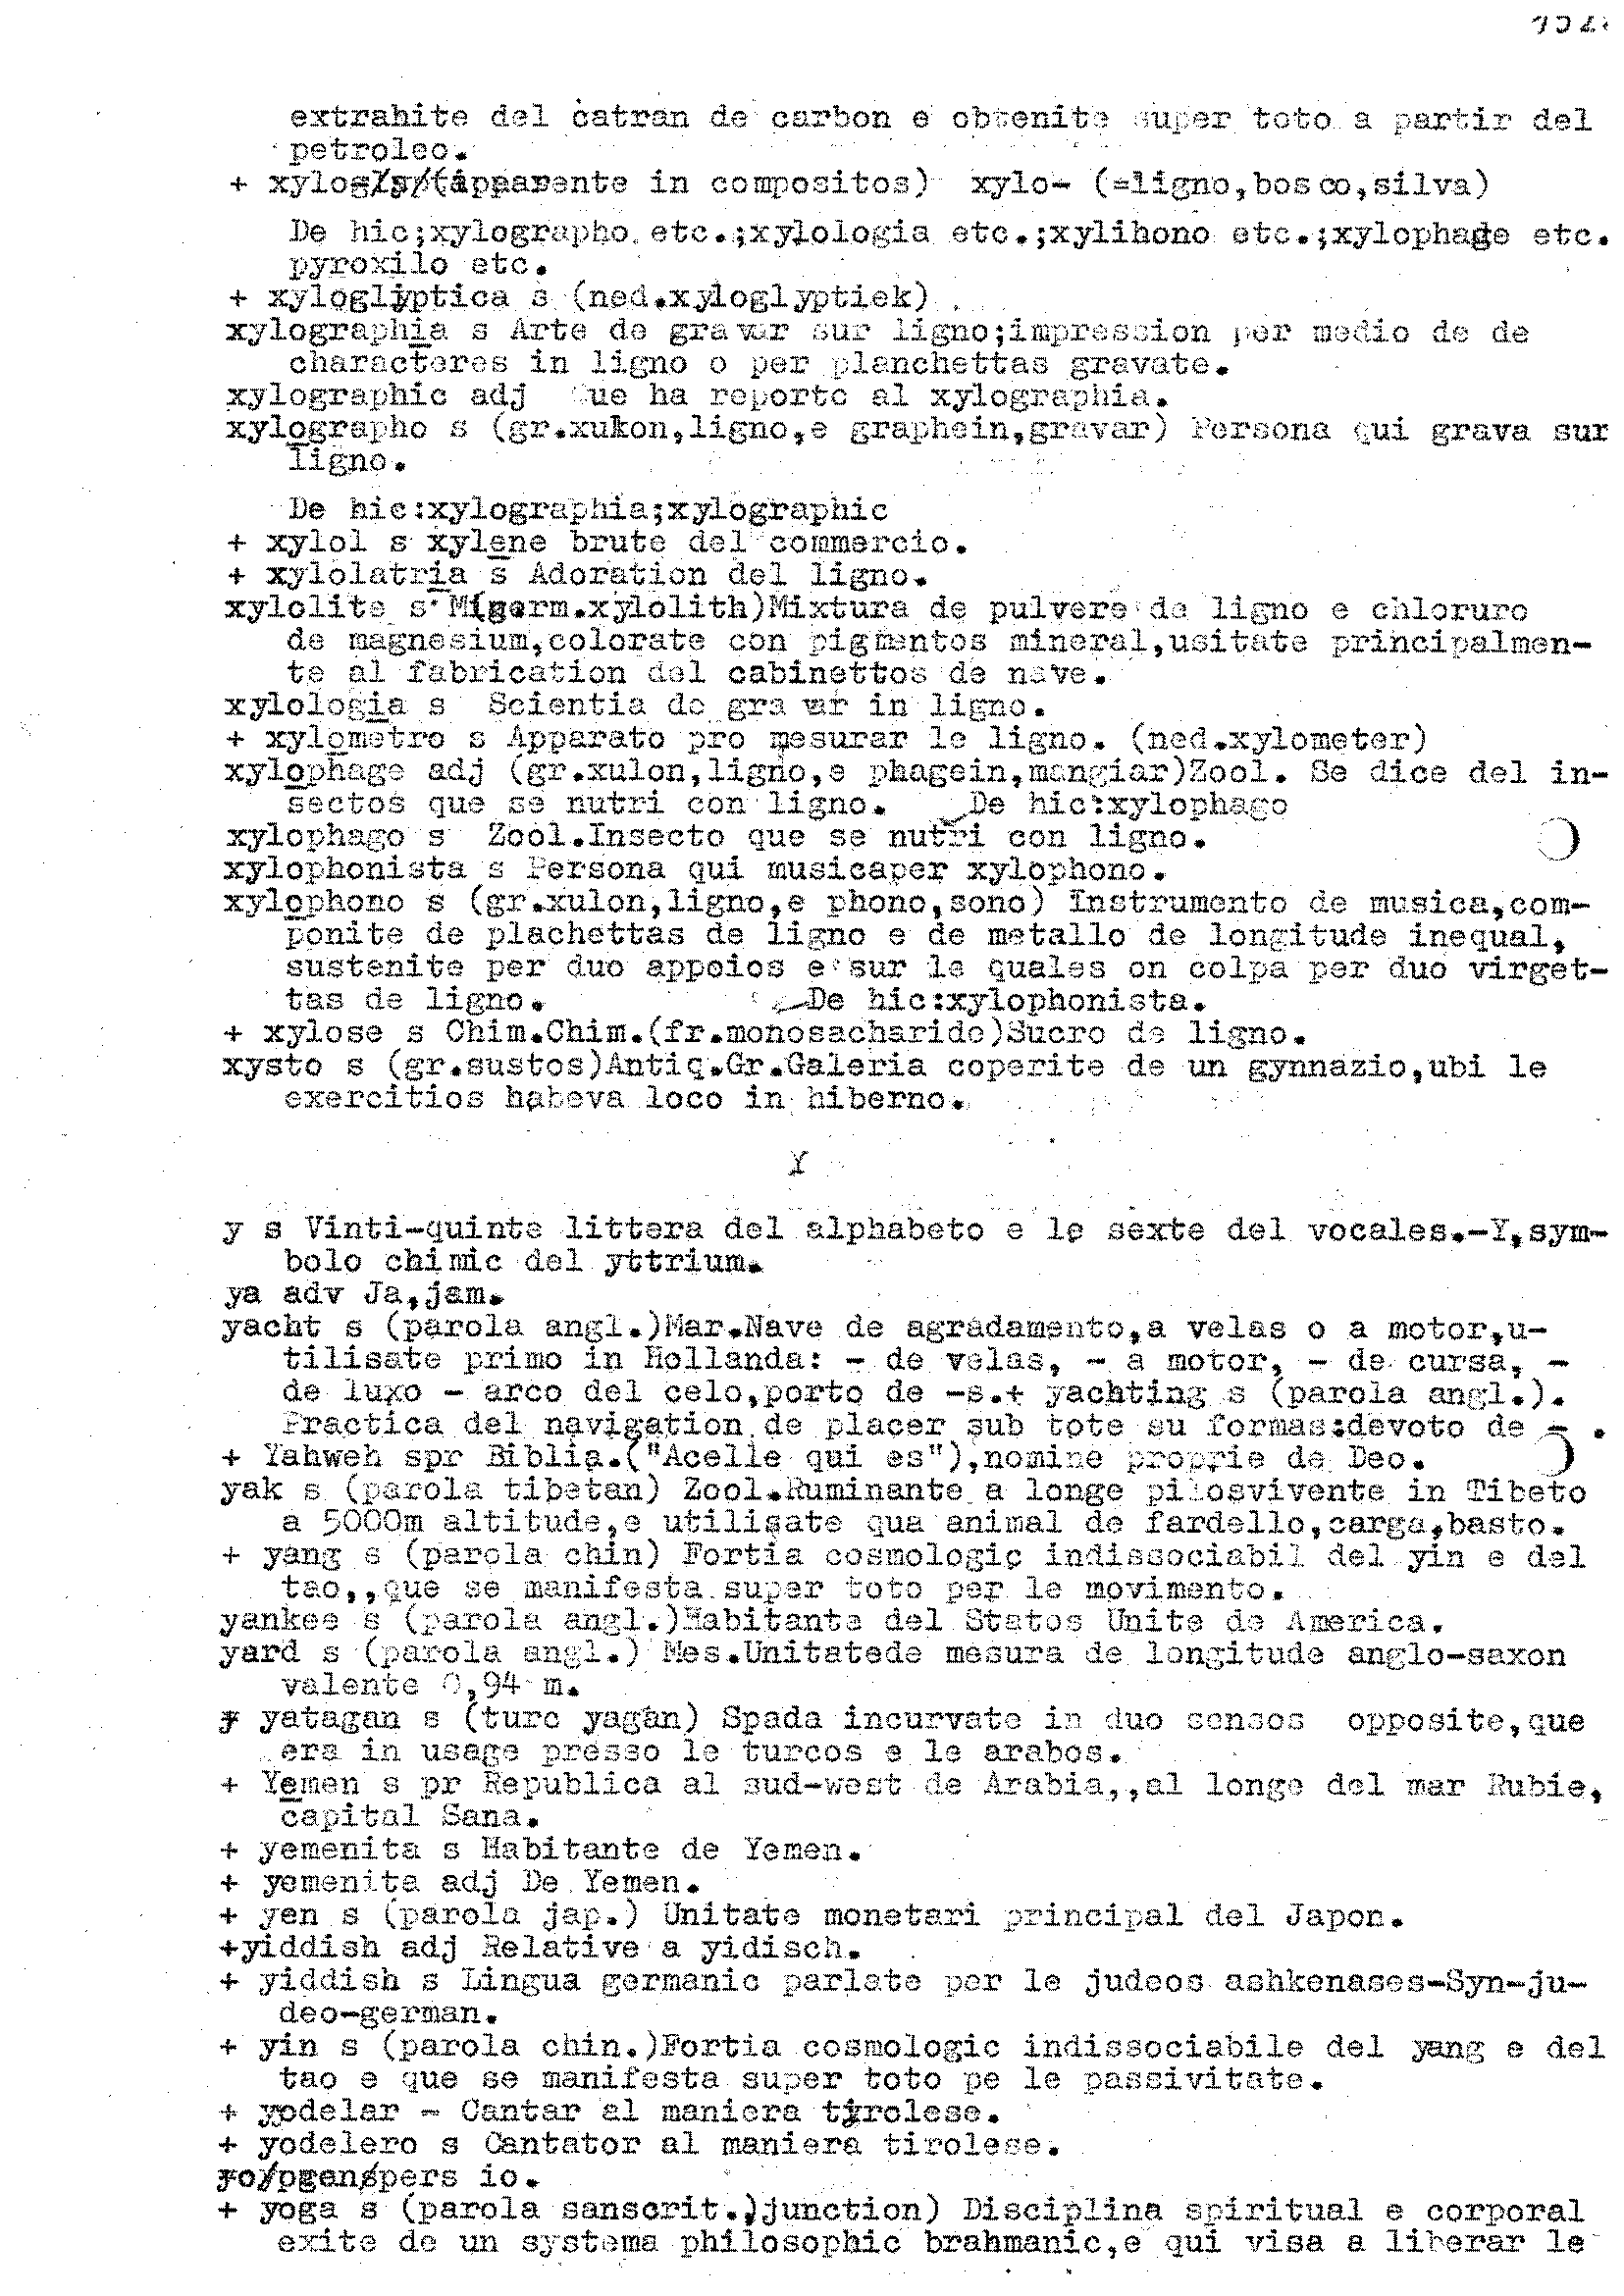 extrahite del catran de carbon e obtenite super toto a partir del
petroleo.
+ xylo (apparente in compositos)  xylo- (=ligno,bosco,silva)
De hic;xylographo etc.;xylologia etc.;xylihono etc.;xylophage etc.
pyroxilo etc.
+ xyloglyptica s (ned.xyloglyptiek)
xylographia s Arte de gravar sur ligno;impression per medio de de
characteres in ligno o per planchettas gravate.
xylographic adj  Que ha reporto al xylographia.
xylographo s (gr.xukon,ligno,e graphein,gravar) Persona qui grava sur
ligno.
De hic:xylographia;xylographic
+ xylol s xylene brute del commercio.
+ xylolatria s Adoration del ligno.
xylolite s (germ.xylolith)Mixtura de pulvere de ligno e chloruro
de magnesium,colorate con pigmentos mineral,usitate principalmen-
te al fabrication del cabinettos de nave.
xylologia s  Scientia de gravar in ligno.
+ xylometro s Apparato pro mesurar le ligno. (ned.xylometer)
xylophage adj (gr.xulon,ligno,e phagein,mangiar)Zool. Se dice del in-
sectos que se nutri con ligno.    De hic:xylophago
xylophago s  Zool.Insecto que se nutri con ligno.
xylophonista s Persona qui musicaper xylophono.
xylophono s (gr.xulon,ligno,e phono,sono) Instrumento de musica,com-
ponite de plachettas de ligno e de metallo de longitude inequal,
sustenite per duo appoios e sur le quales on colpa per duo virget-
tas de ligno.    De hic:xylophonista.
+ xylose s Chim.Chim.(fr.monosacharide)Sucro de ligno.
xysto s (gr.sustos)Antiq.Gr.Galeria coperite de un gynnazio,ubi le
exercitios habeva loco in hiberno.
Y
y s Vinti-quinte littera del alphabeto e le sexte del vocales.-Y,sym-
bolo chimic del yttrium.
ya adv Ja,jam.
yacht s (parola angl.)Mar.Nave de agradamento,a velas o a motor,u-
tilisate primo in Hollanda: - de velas, - a motor, - de cursa, -
de luxo - arco del celo,porto de -s.+ yachting s (parola angl.).
Practica del navigation de placer sub tote su formas:devoto de - .
+ Yahweh spr Biblia.("Acelle qui es"),nomine proprie de Deo.
yak s (parola tibetan) Zool.Ruminante a longe pilosvivente in Tibeto
a 5000m altitude,e utilisate qua animal de fardello,carga,basto.
+ yang s (parola chin) Fortia cosmologic indissociabil del yin e del
tao,,que se manifesta super toto per le movimento.
yankee s (parola angl.)Habitante del Statos Unite de America.
yard s (parola angl.) Mes.Unitatede mesura de longitude anglo-saxon
valente 0,94 m.
+ yatagan s (turc yagan) Spada incurvate in duo sensos  opposite,que
era in usage presso le turcos e le arabos.
+ Yemen s pr Republica al sud-west de Arabia,,al longe del mar Rubie,
capital Sana.
+ yemenita s Habitante de Yemen.
+ yemenita adj De Yemen.
+ yen s (parola jap.) Unitate monetari principal del Japon.
+yiddish adj Relative a yidisch.
+ yiddish s Lingua germanic parlate per le judeos ashkenases-Syn-ju-
deo-german.
+ yin s (parola chin.)Fortia cosmologic indissociabile del yang e del
tao e que se manifesta super toto pe le passivitate.
+ yodelar - Cantar al maniera tirolese.
+ yodelero s Cantator al maniera tirolese.
yo pers io.
+ yoga s (parola sanscrit.,junction) Disciplina spiritual e corporal
exite de un systema philosophic brahmanic,e qui visa a liberar le